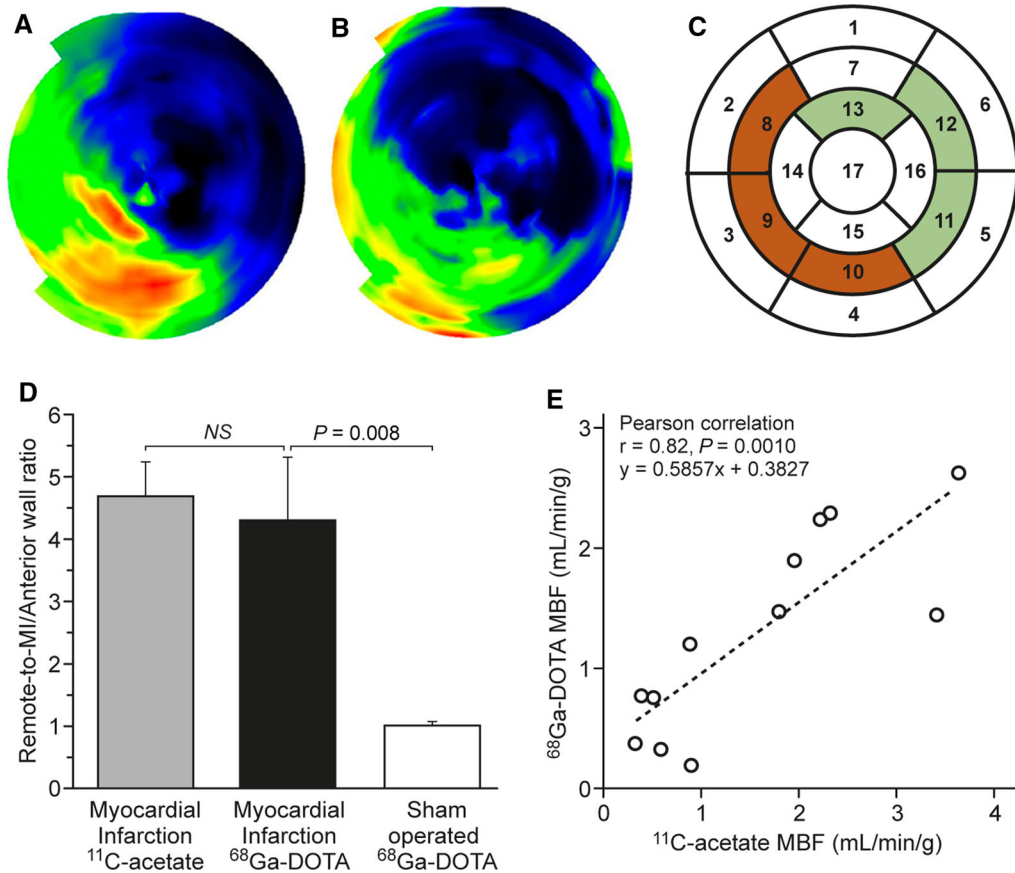 A
B
C
1
2
3
4
5
6
7
8
9
10
11
12
13
14
15
16
17
D
Remote-to-MI/Anterior wall ratio
6
5
4
3
2
1
0
NS
P = 0.008
Myocardial
Infarction
¹¹C-acetate
Myocardial
Infarction
⁶⁸Ga-DOTA
Sham
operated
⁶⁸Ga-DOTA
E
Pearson correlation
r = 0.82, P = 0.0010
y = 0.5857x + 0.3827
⁶⁸Ga-DOTA MBF (mL/min/g)
3
2
1
0
0
1
2
3
4
¹¹C-acetate MBF (mL/min/g)